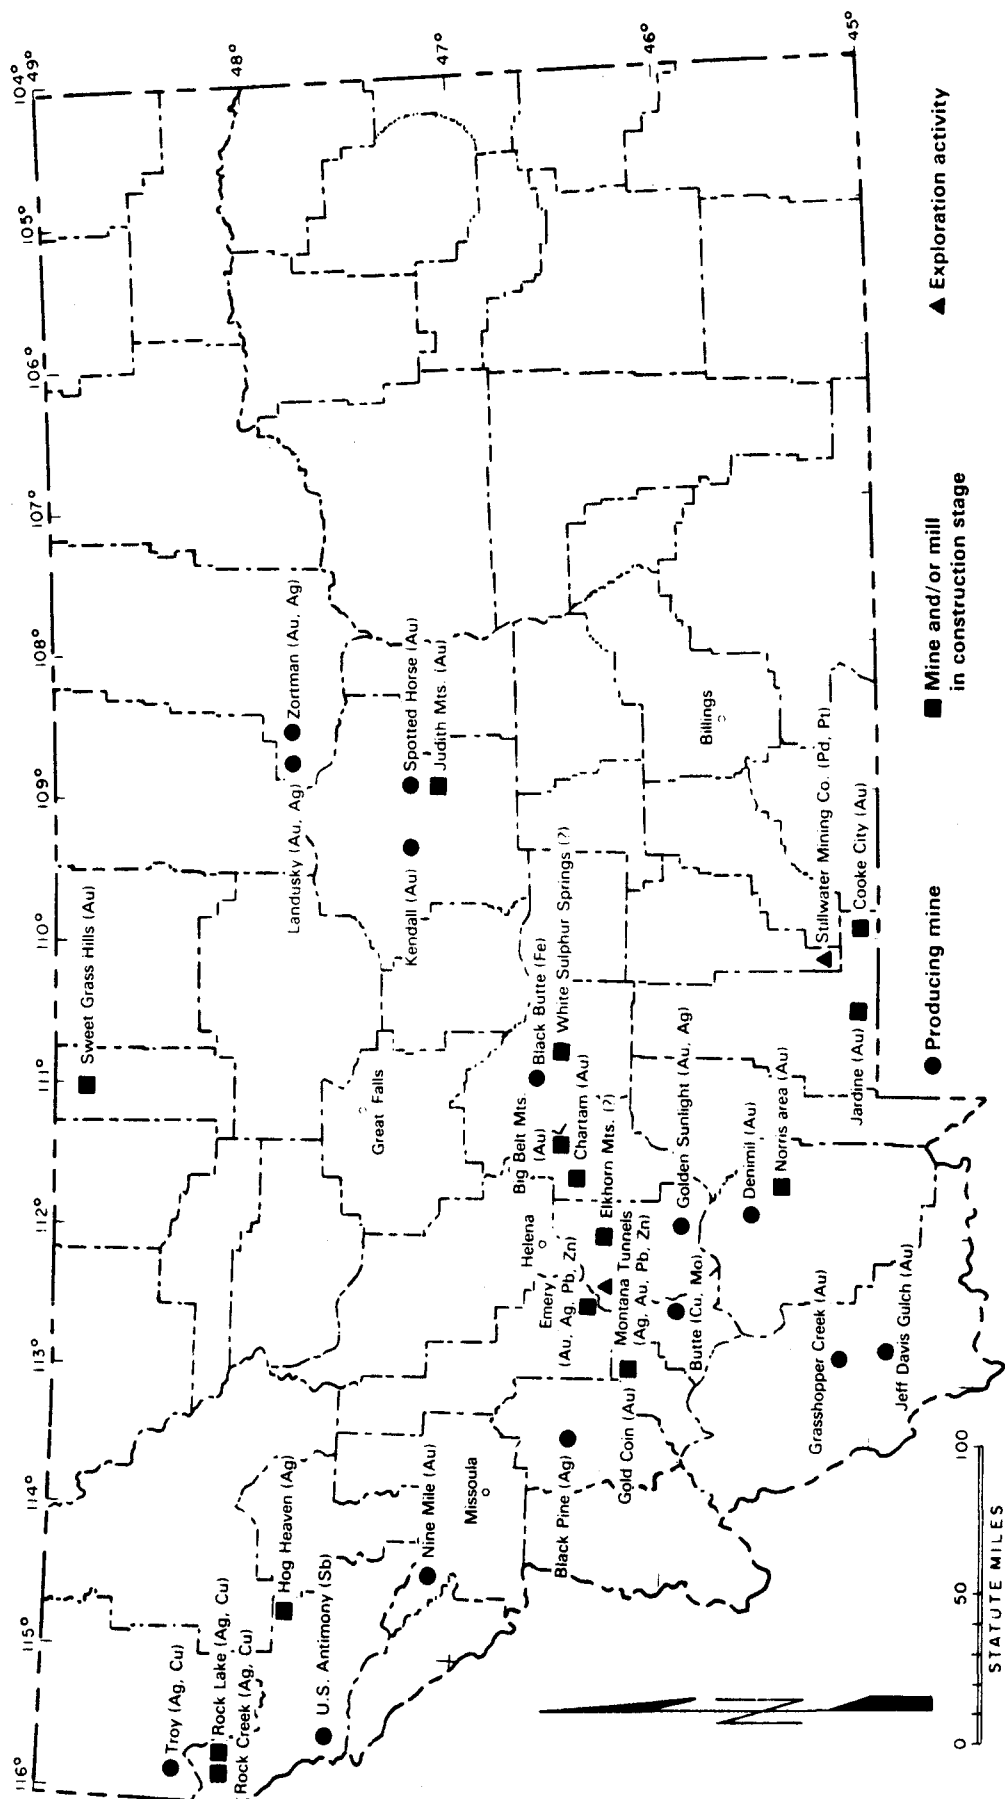 116°
115°
114°
113°
112°
111°
110°
109°
108°
107°
106°
105°
104°
49°
48°
47°
46°
45°
Troy (Ag, Cu)
Rock Lake (Ag, Cu)
Rock Creek (Ag, Cu)
Hog Heaven (Ag)
U.S. Antimony (Sb)
Nine Mile (Au)
Missoula
Black Pine (Ag)
Gold Coin (Au)
Sweet Grass Hills (Au)
Great Falls
Landusky (Au, Ag)
Zortman (Au, Ag)
Kendall (Au)
Spotted Horse (Au)
Judith Mts. (Au)
Big Belt Mts.
(Au)
Black Butte (Fe)
White Sulphur Springs (?)
Chartam (Au)
Helena
Elkhorn Mts. (?)
Emery
(Au, Ag, Pb, Zn)
Montana Tunnels
(Ag, Au, Pb, Zn)
Butte (Cu, Mo)
Golden Sunlight (Au, Ag)
Denimil (Au)
Norris area (Au)
Grasshopper Creek (Au)
Jeff Davis Gulch (Au)
Jardine (Au)
Cooke City (Au)
Stillwater Mining Co. (Pd, Pt)
Billings
0 50 100
STATUTE MILES
Producing mine
Mine and/or mill
in construction stage
Exploration activity